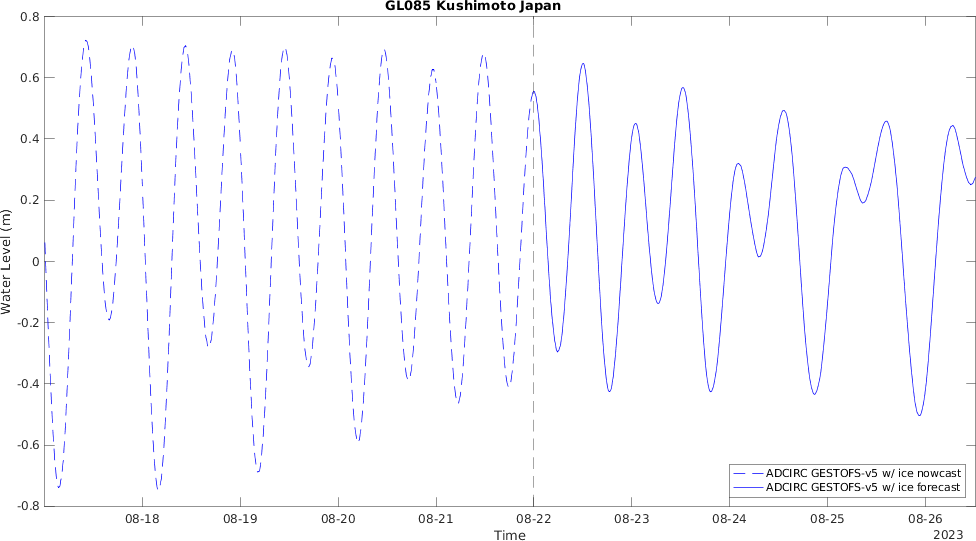 GL085 Kushimoto Japan
0.8
0.6
0.4
0.2
0
-0.2
-0.4
-0.6
-0.8
Water Level (m)
ADCIRC GESTOFS-v5 w/ ice nowcast
ADCIRC GESTOFS-v5 w/ ice forecast
08-18 08-19 08-20 08-21 08-22 08-23 08-24 08-25 08-26
Time
2023